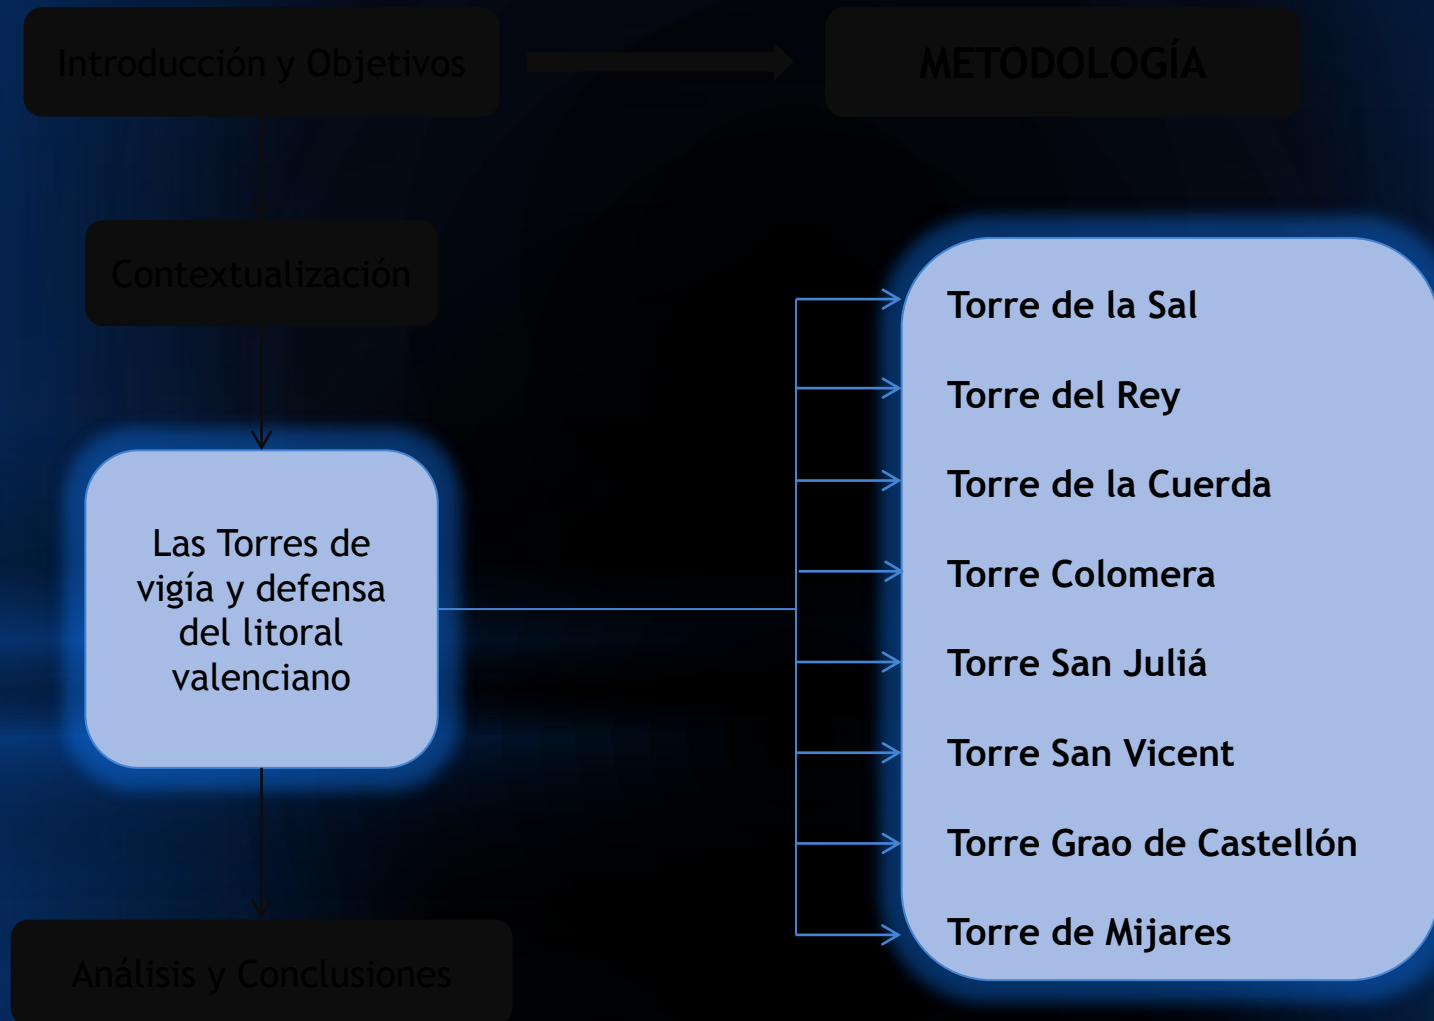 Introducción y Objetivos
METODOLOGÍA
Contextualización
Las Torres de
vigía y defensa
del litoral
valenciano
Análisis y Conclusiones
Torre de la Sal
Torre del Rey
Torre de la Cuerda
Torre Colomera
Torre San Juliá
Torre San Vicent
Torre Grao de Castellón
Torre de Mijares